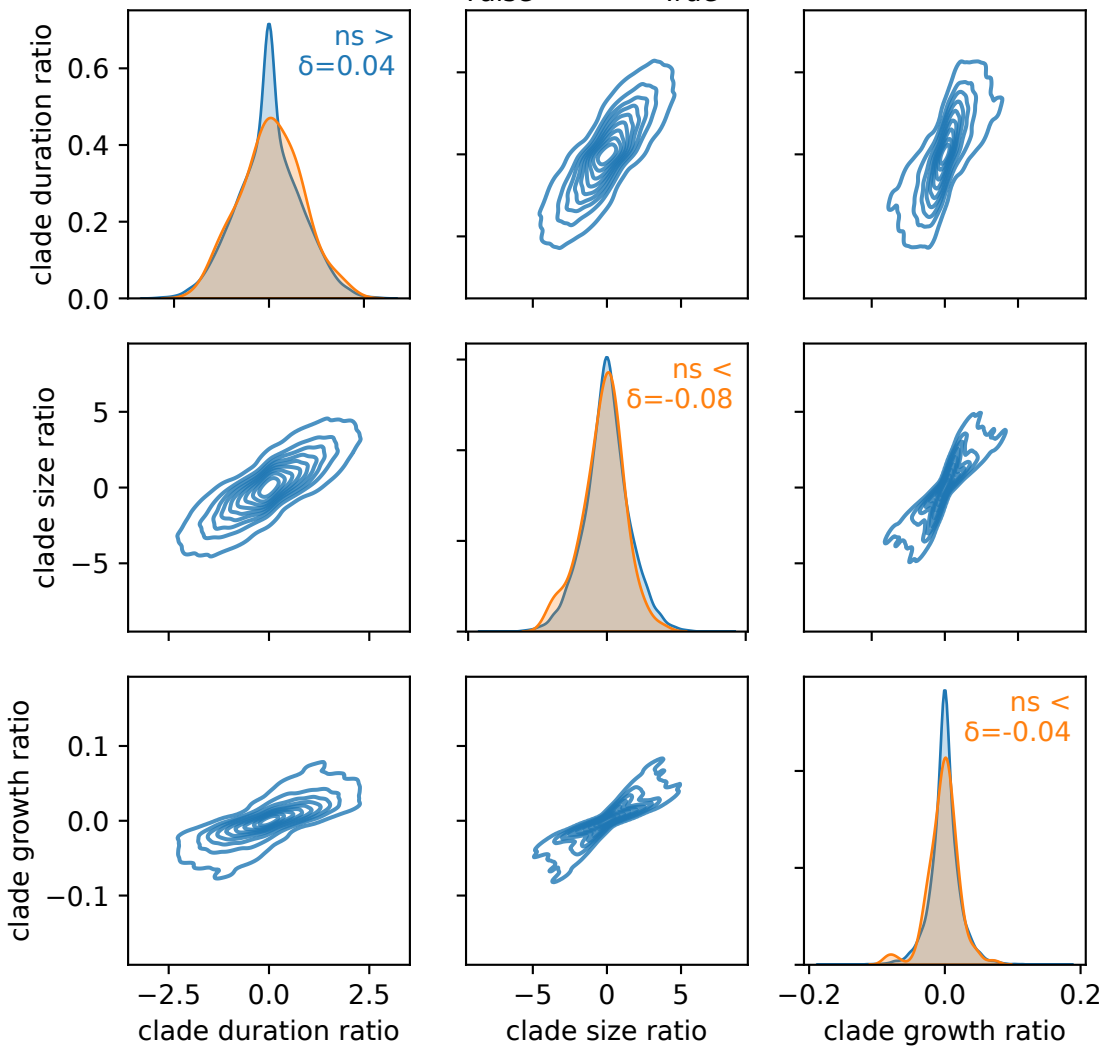 ns >
δ=0.04
clade duration ratio
0.6
0.4
0.2
0.0
ns <
δ=-0.08
clade size ratio
5
0
−5
ns <
δ=-0.04
clade growth ratio
0.1
0.0
−0.1
−2.5 0.0 2.5
−5 0 5
−0.2 0.0 0.2
clade duration ratio
clade size ratio
clade growth ratio